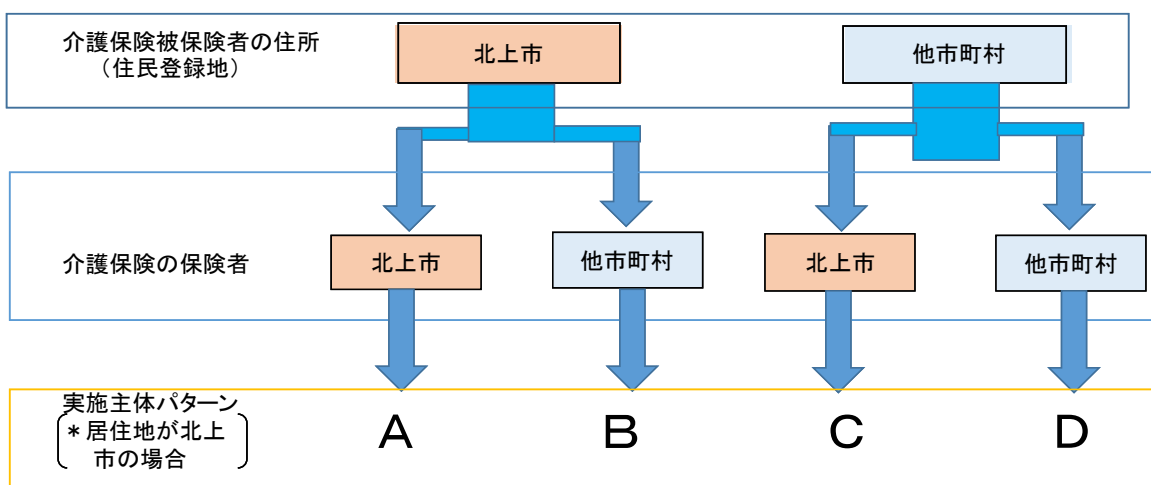 介護保険被保険者の住所
（住民登録地）
北上市
他市町村
介護保険の保険者
北上市
他市町村
北上市
他市町村
実施主体パターン
＊居住地が北上
市の場合
A
B
C
D